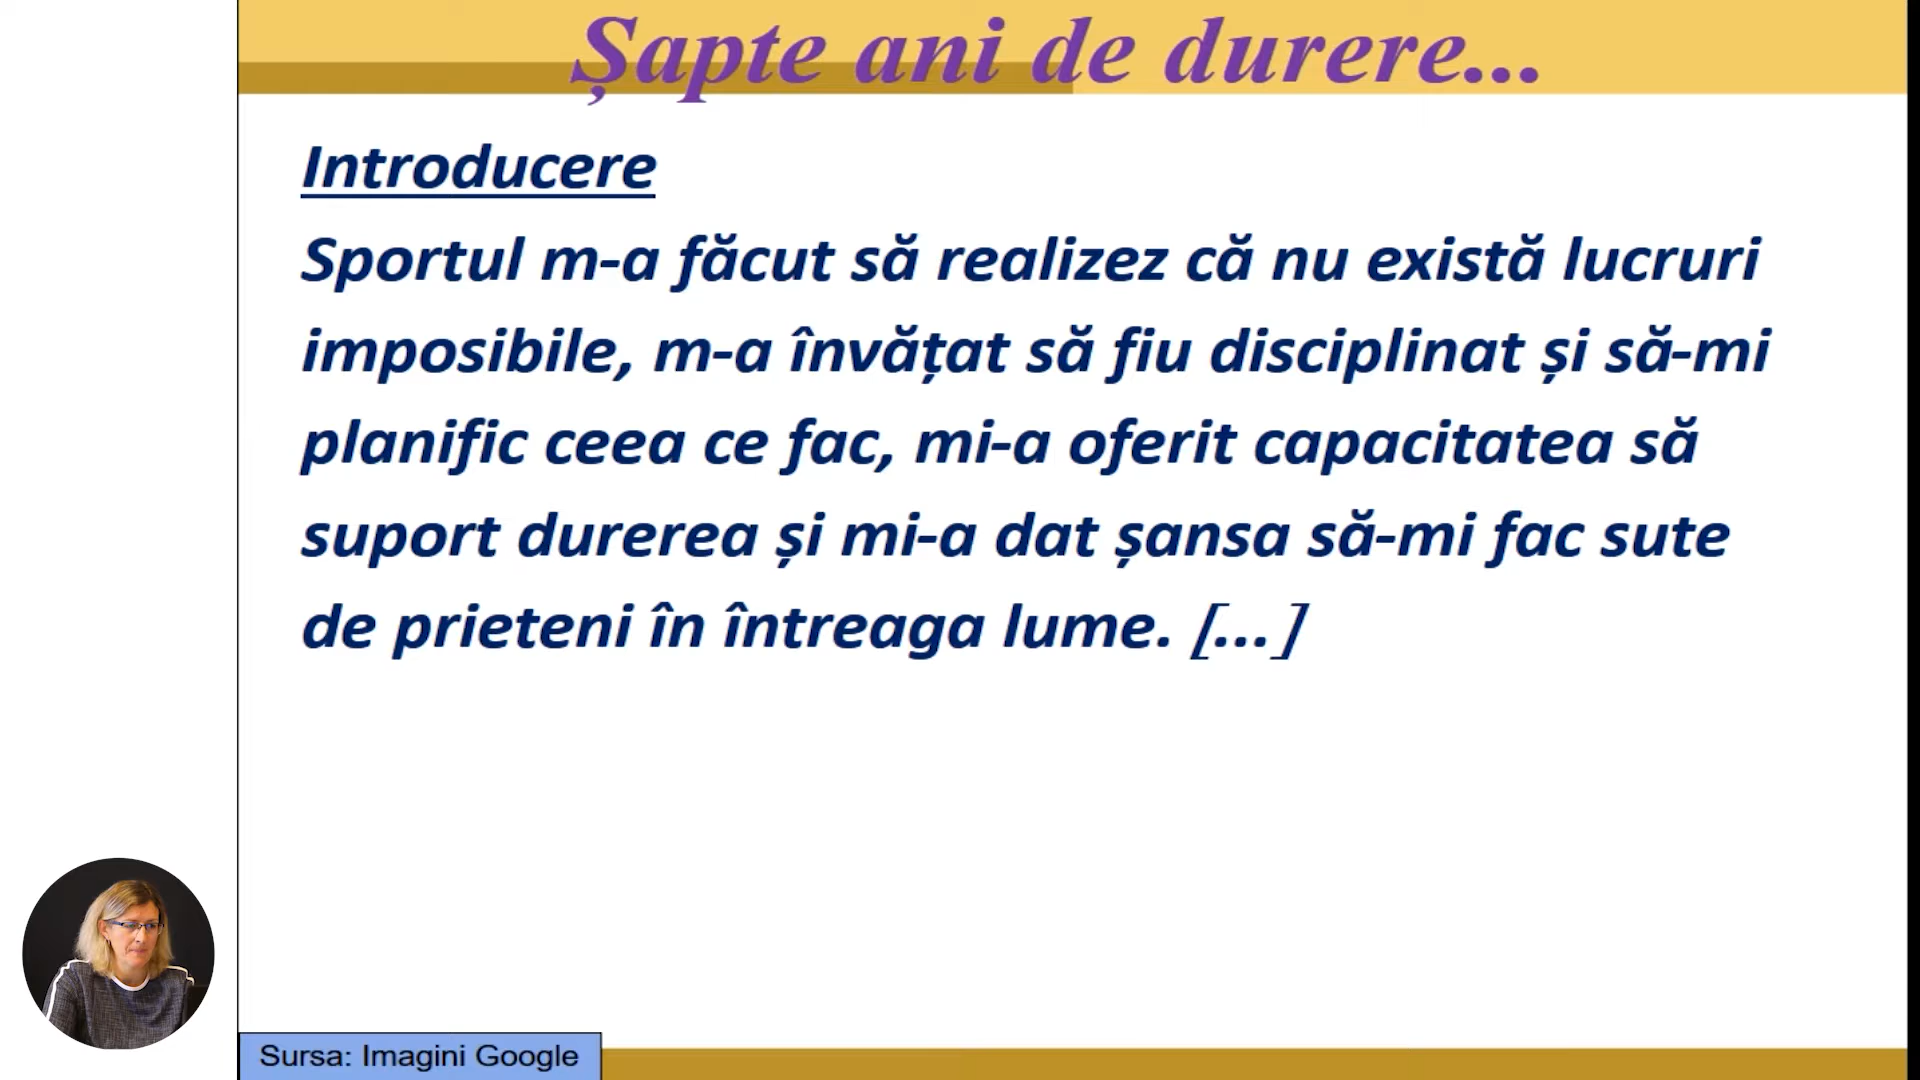 Șapte ani de durere...
Introducere
Sportul m-a făcut să realizez că nu există lucruri
imposibile, m-a învățat să fiu disciplinat și să-mi
planific ceea ce fac, mi-a oferit capacitatea să
suport durerea și mi-a dat șansa să-mi fac sute
de prieteni în întreaga lume. [...]
Sursa: Imagini Google